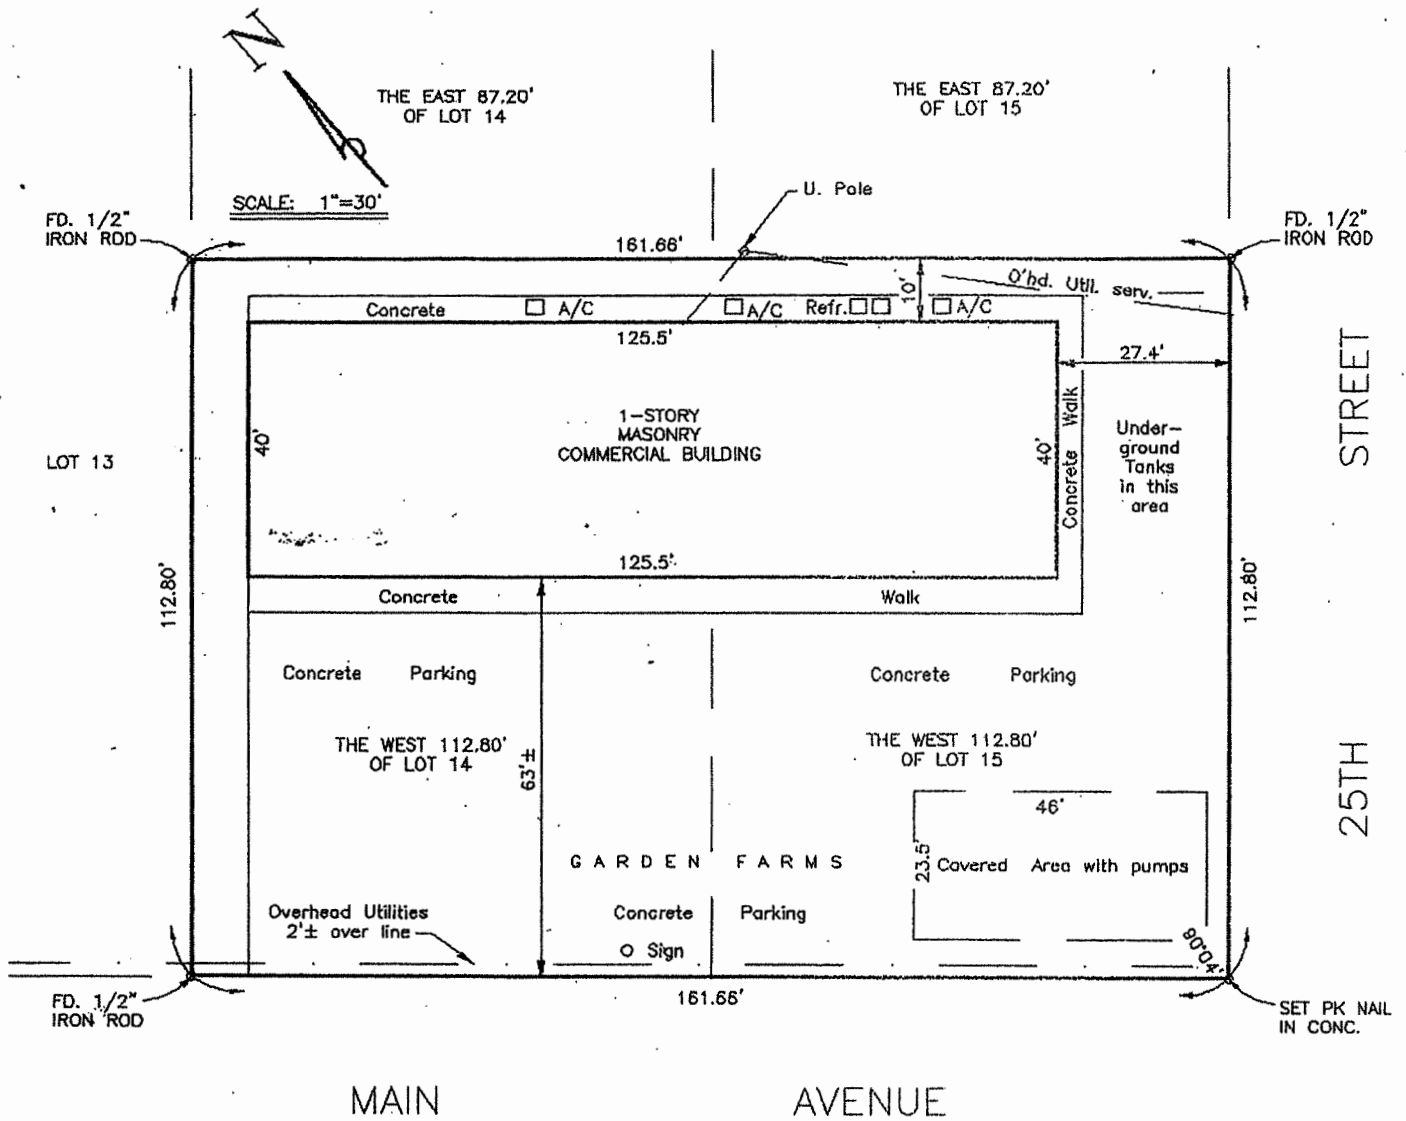 N
THE EAST 87.20'
OF LOT 14
THE EAST 87.20'
OF LOT 15
SCALE: 1"=30'
U. Pole
FD. 1/2"
IRON ROD
161.66'
FD. 1/2"
IRON ROD
O'hd. Util. serv.
10'
Concrete
A/C
A/C
Refr.
A/C
125.5'
27.4'
STREET
1-STORY
MASONRY
COMMERCIAL BUILDING
40'
40'
Concrete Walk
Under-
ground
Tanks
in this
area
LOT 13
125.5'
112.80'
112.80'
Concrete Walk
Concrete Parking
Concrete Parking
THE WEST 112.80'
OF LOT 14
63'±
THE WEST 112.80'
OF LOT 15
25TH
46'
23.5'
GARDEN FARMS
Covered Area with pumps
Overhead Utilities
2'± over line
Concrete Parking
Sign
90°04'
FD. 1/2"
IRON ROD
161.66'
SET PK NAIL
IN CONC.
MAIN AVENUE